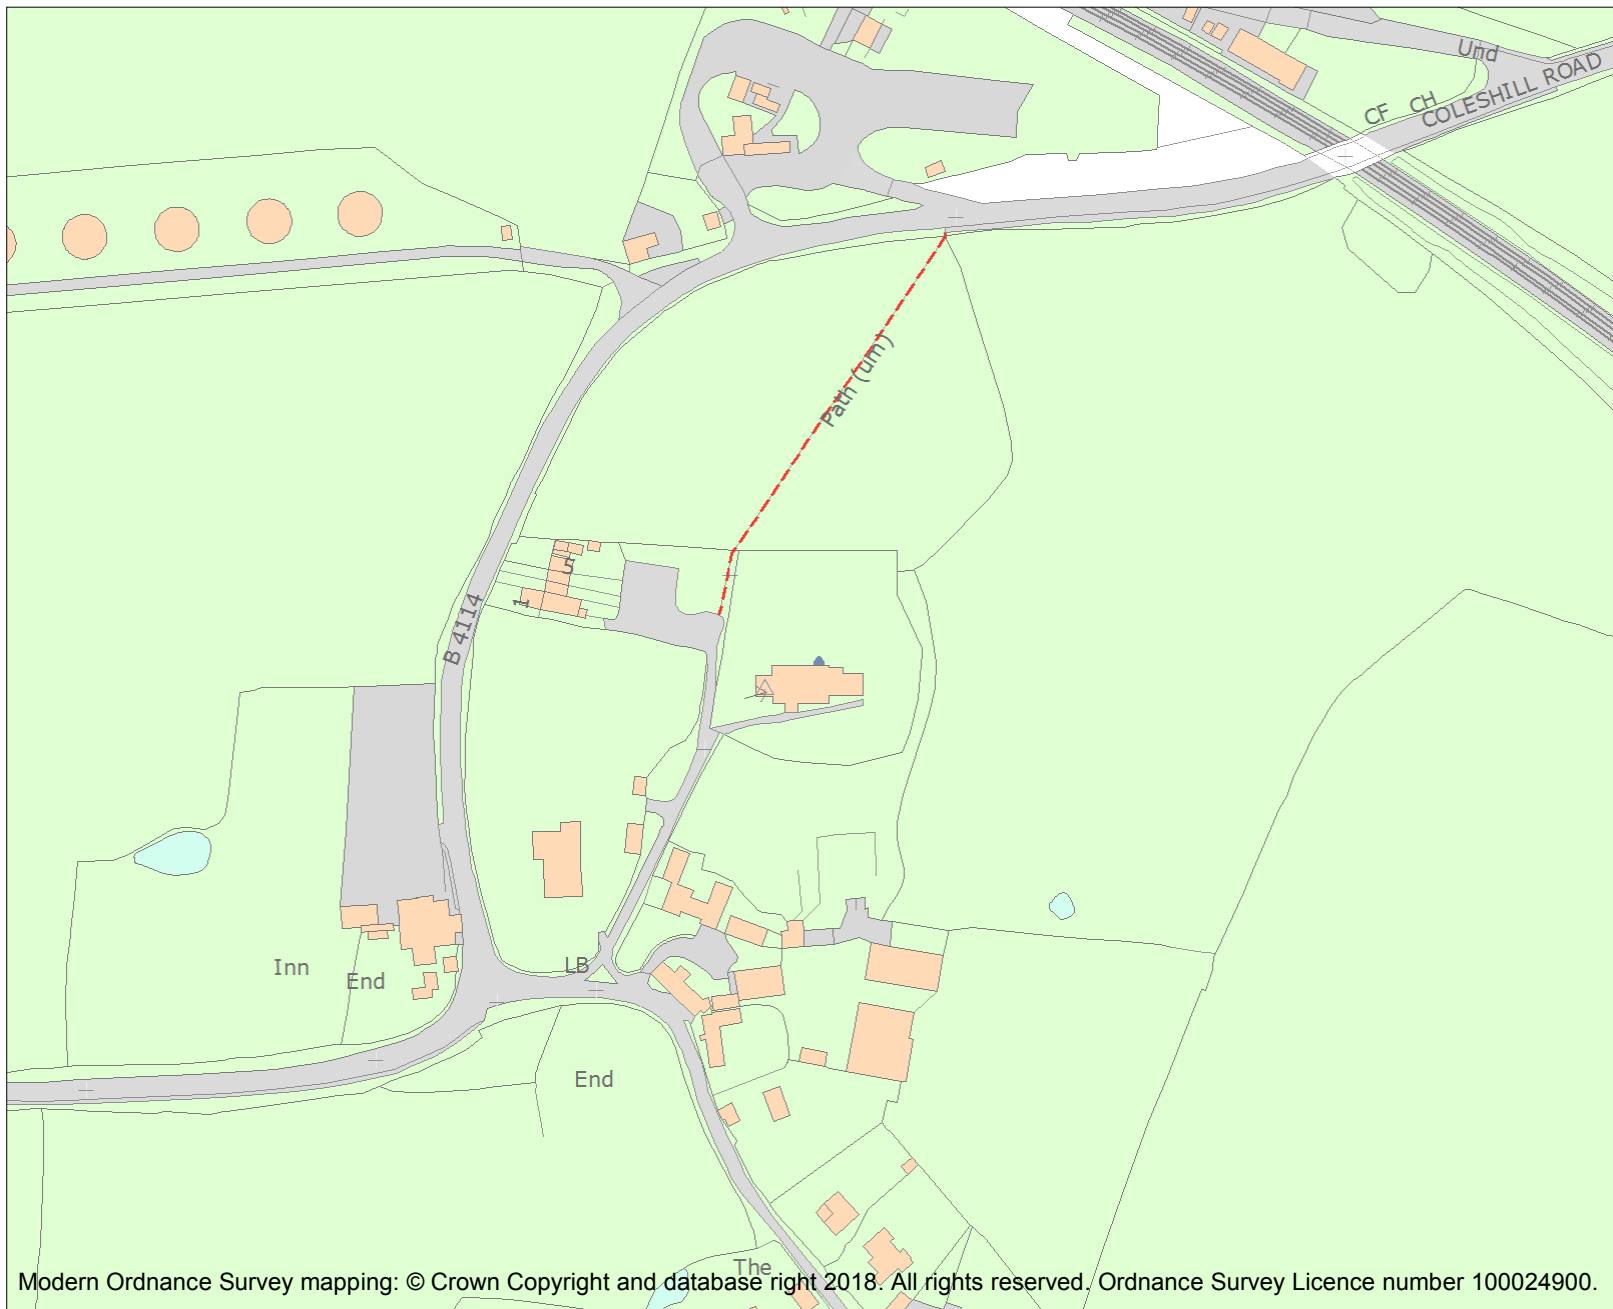 Und
COLESHILL ROAD
CF
CH
Path (um)
5
1
B 4114
LB
Inn
End
End
The
Modern Ordnance Survey mapping: © Crown Copyright and database right 2018. All rights reserved. Ordnance Survey Licence number 100024900.